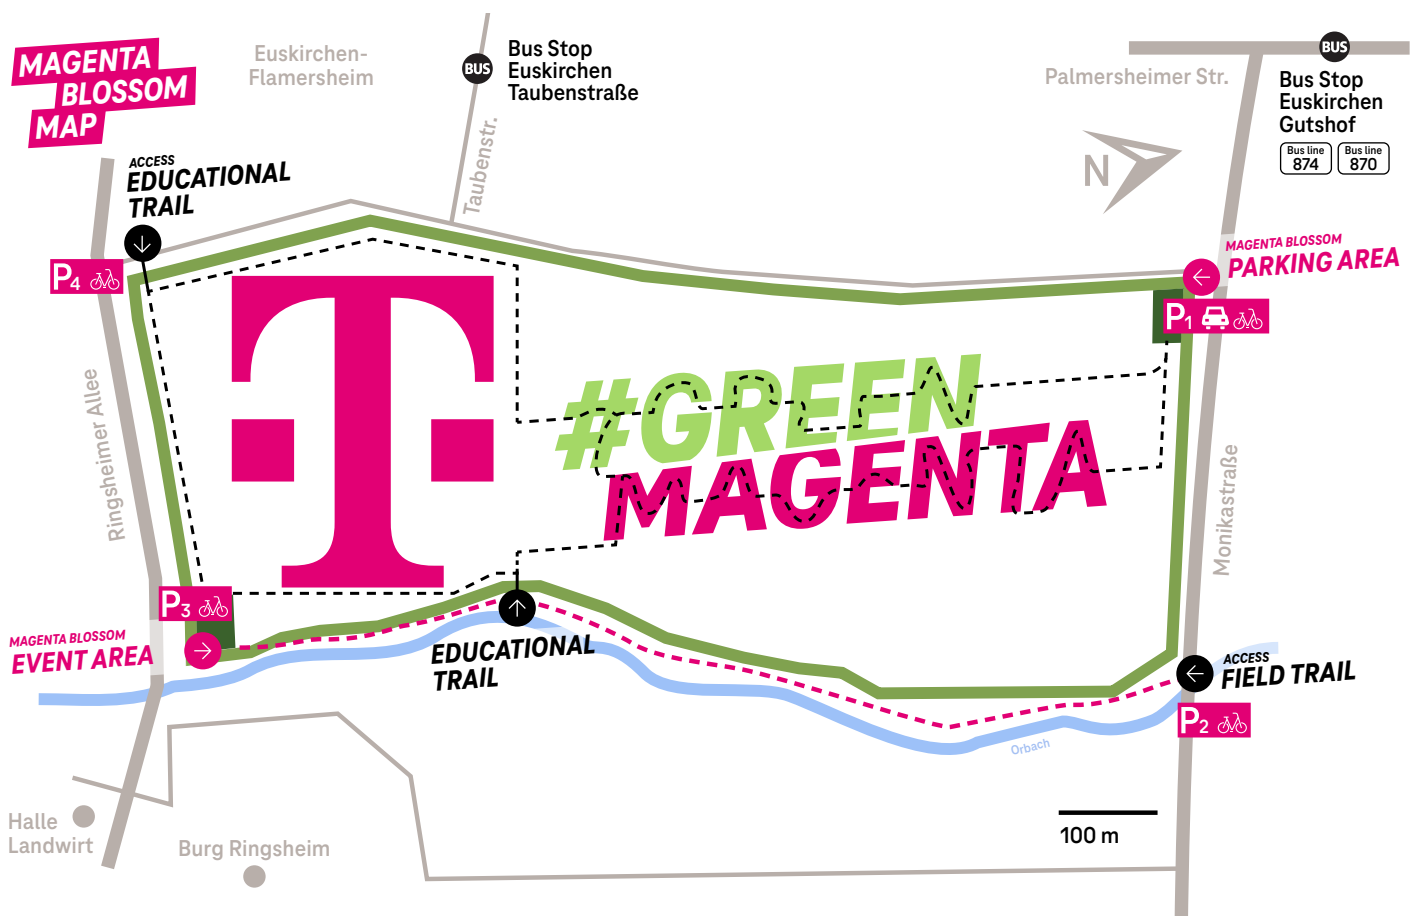 MAGENTA
BLOSSOM
MAP
Euskirchen-
Flamersheim
BUS
Bus Stop
Euskirchen
Taubenstraße
Taubenstr.
Palmersheimer Str.
BUS
Bus Stop
Euskirchen
Gutshof
Bus line
874
Bus line
870
N
ACCESS
EDUCATIONAL
TRAIL
P4
MAGENTA BLOSSOM
PARKING AREA
P1
T
#GREEN
MAGENTA
Ringsheimer Allee
Monikastraße
P3
MAGENTA BLOSSOM
EVENT AREA
EDUCATIONAL
TRAIL
ACCESS
FIELD TRAIL
P2
Orbach
100 m
Halle
Landwirt
Burg Ringsheim